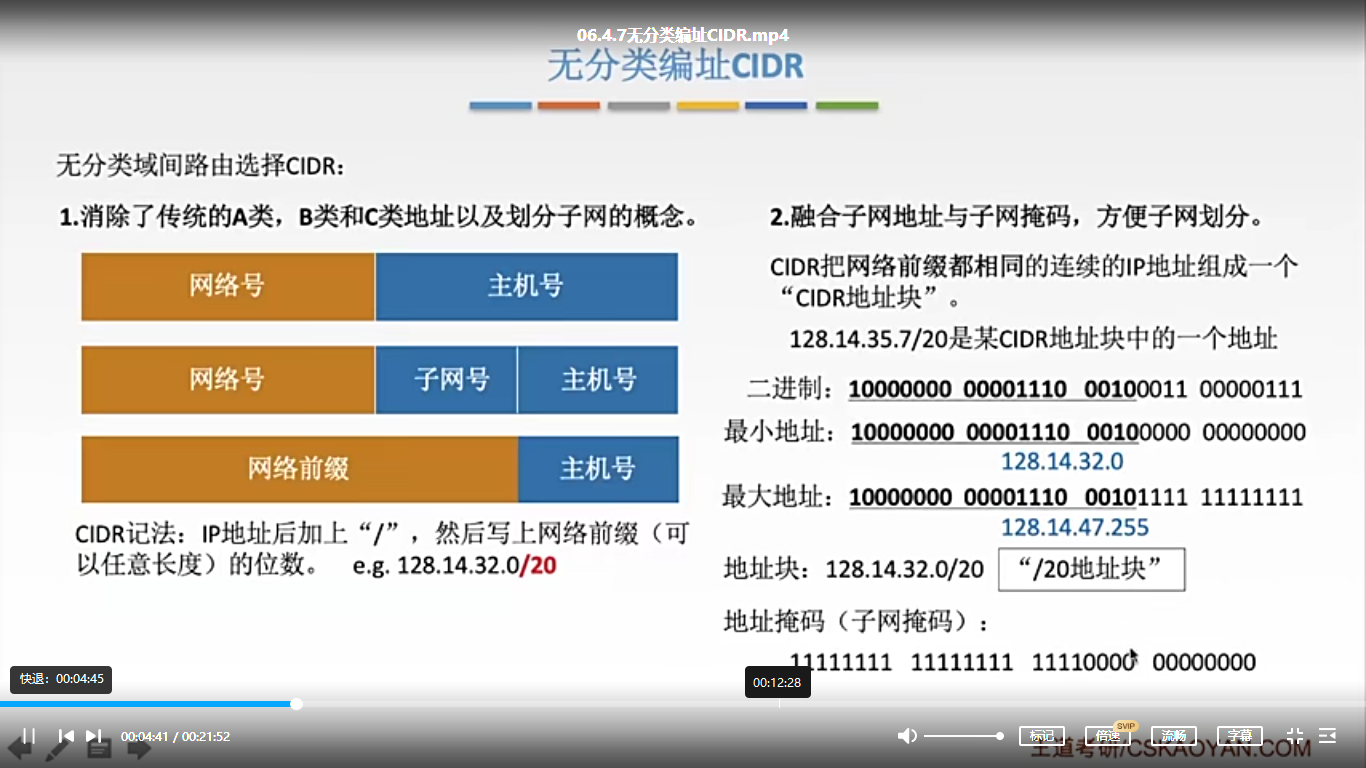 06.4.7无分类编址CIDR.mp4
无分类编址CIDR
无分类域间路由选择CIDR：
1.消除了传统的A类，B类和C类地址以及划分子网的概念。
网络号 主机号
网络号 子网号 主机号
网络前缀 主机号
CIDR记法：IP地址后加上“/”，然后写上网络前缀（可
以任意长度）的位数。 e.g. 128.14.32.0/20
2.融合子网地址与子网掩码，方便子网划分。
CIDR把网络前缀都相同的连续的IP地址组成一个
“CIDR地址块”。
128.14.35.7/20是某CIDR地址块中的一个地址
二进制：10000000 00001110 00100011 00000111
最小地址：10000000 00001110 00100000 00000000
128.14.32.0
最大地址：10000000 00001110 00101111 11111111
128.14.47.255
地址块：128.14.32.0/20 “/20地址块”
地址掩码（子网掩码）：
11111111 11111111 11110000 00000000
快退：00:04:45
00:12:28
00:04:41 / 00:21:52
标记 倍速 SVIP 流畅 字幕
王道考研/CSKAOYAN.COM